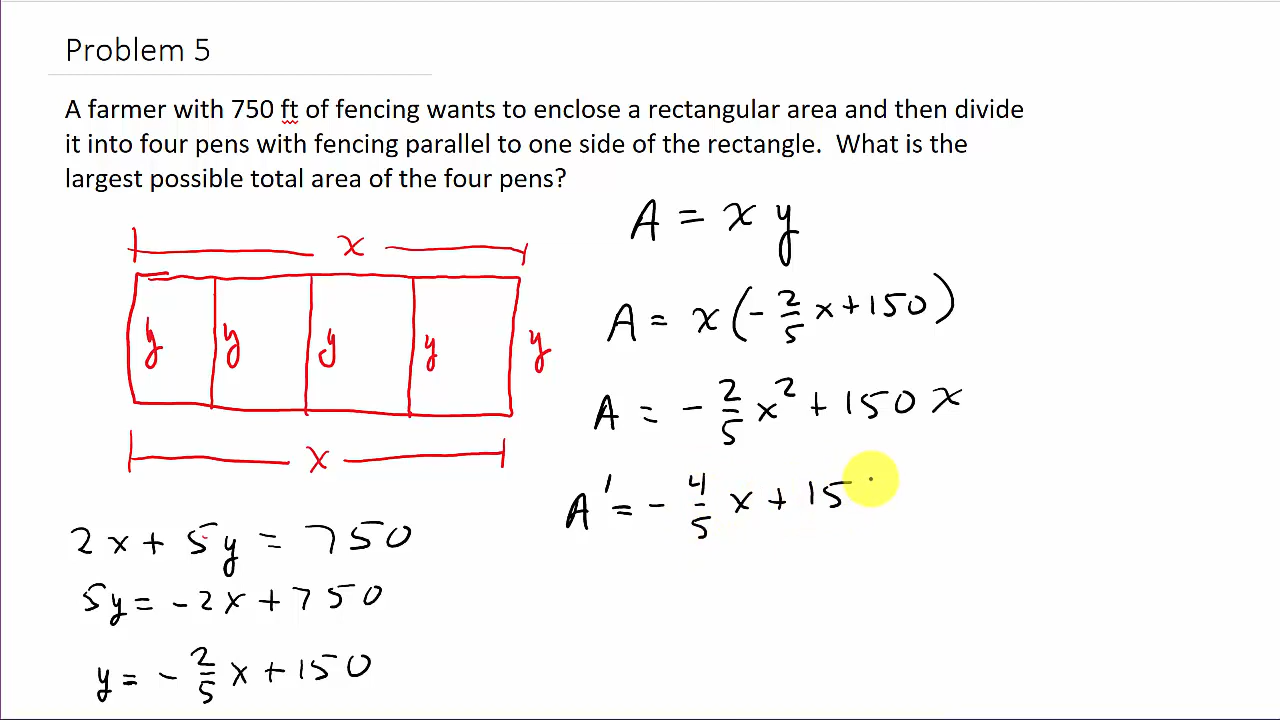 Problem 5
A farmer with 750 ft of fencing wants to enclose a rectangular area and then divide
it into four pens with fencing parallel to one side of the rectangle. What is the
largest possible total area of the four pens?
x
y y y y y
x
2x + 5y = 750
5y = -2x + 750
y = - 2/5 x + 150
A = x y
A = x(- 2/5 x + 150)
A = - 2/5 x² + 150 x
A' = - 4/5 x + 15